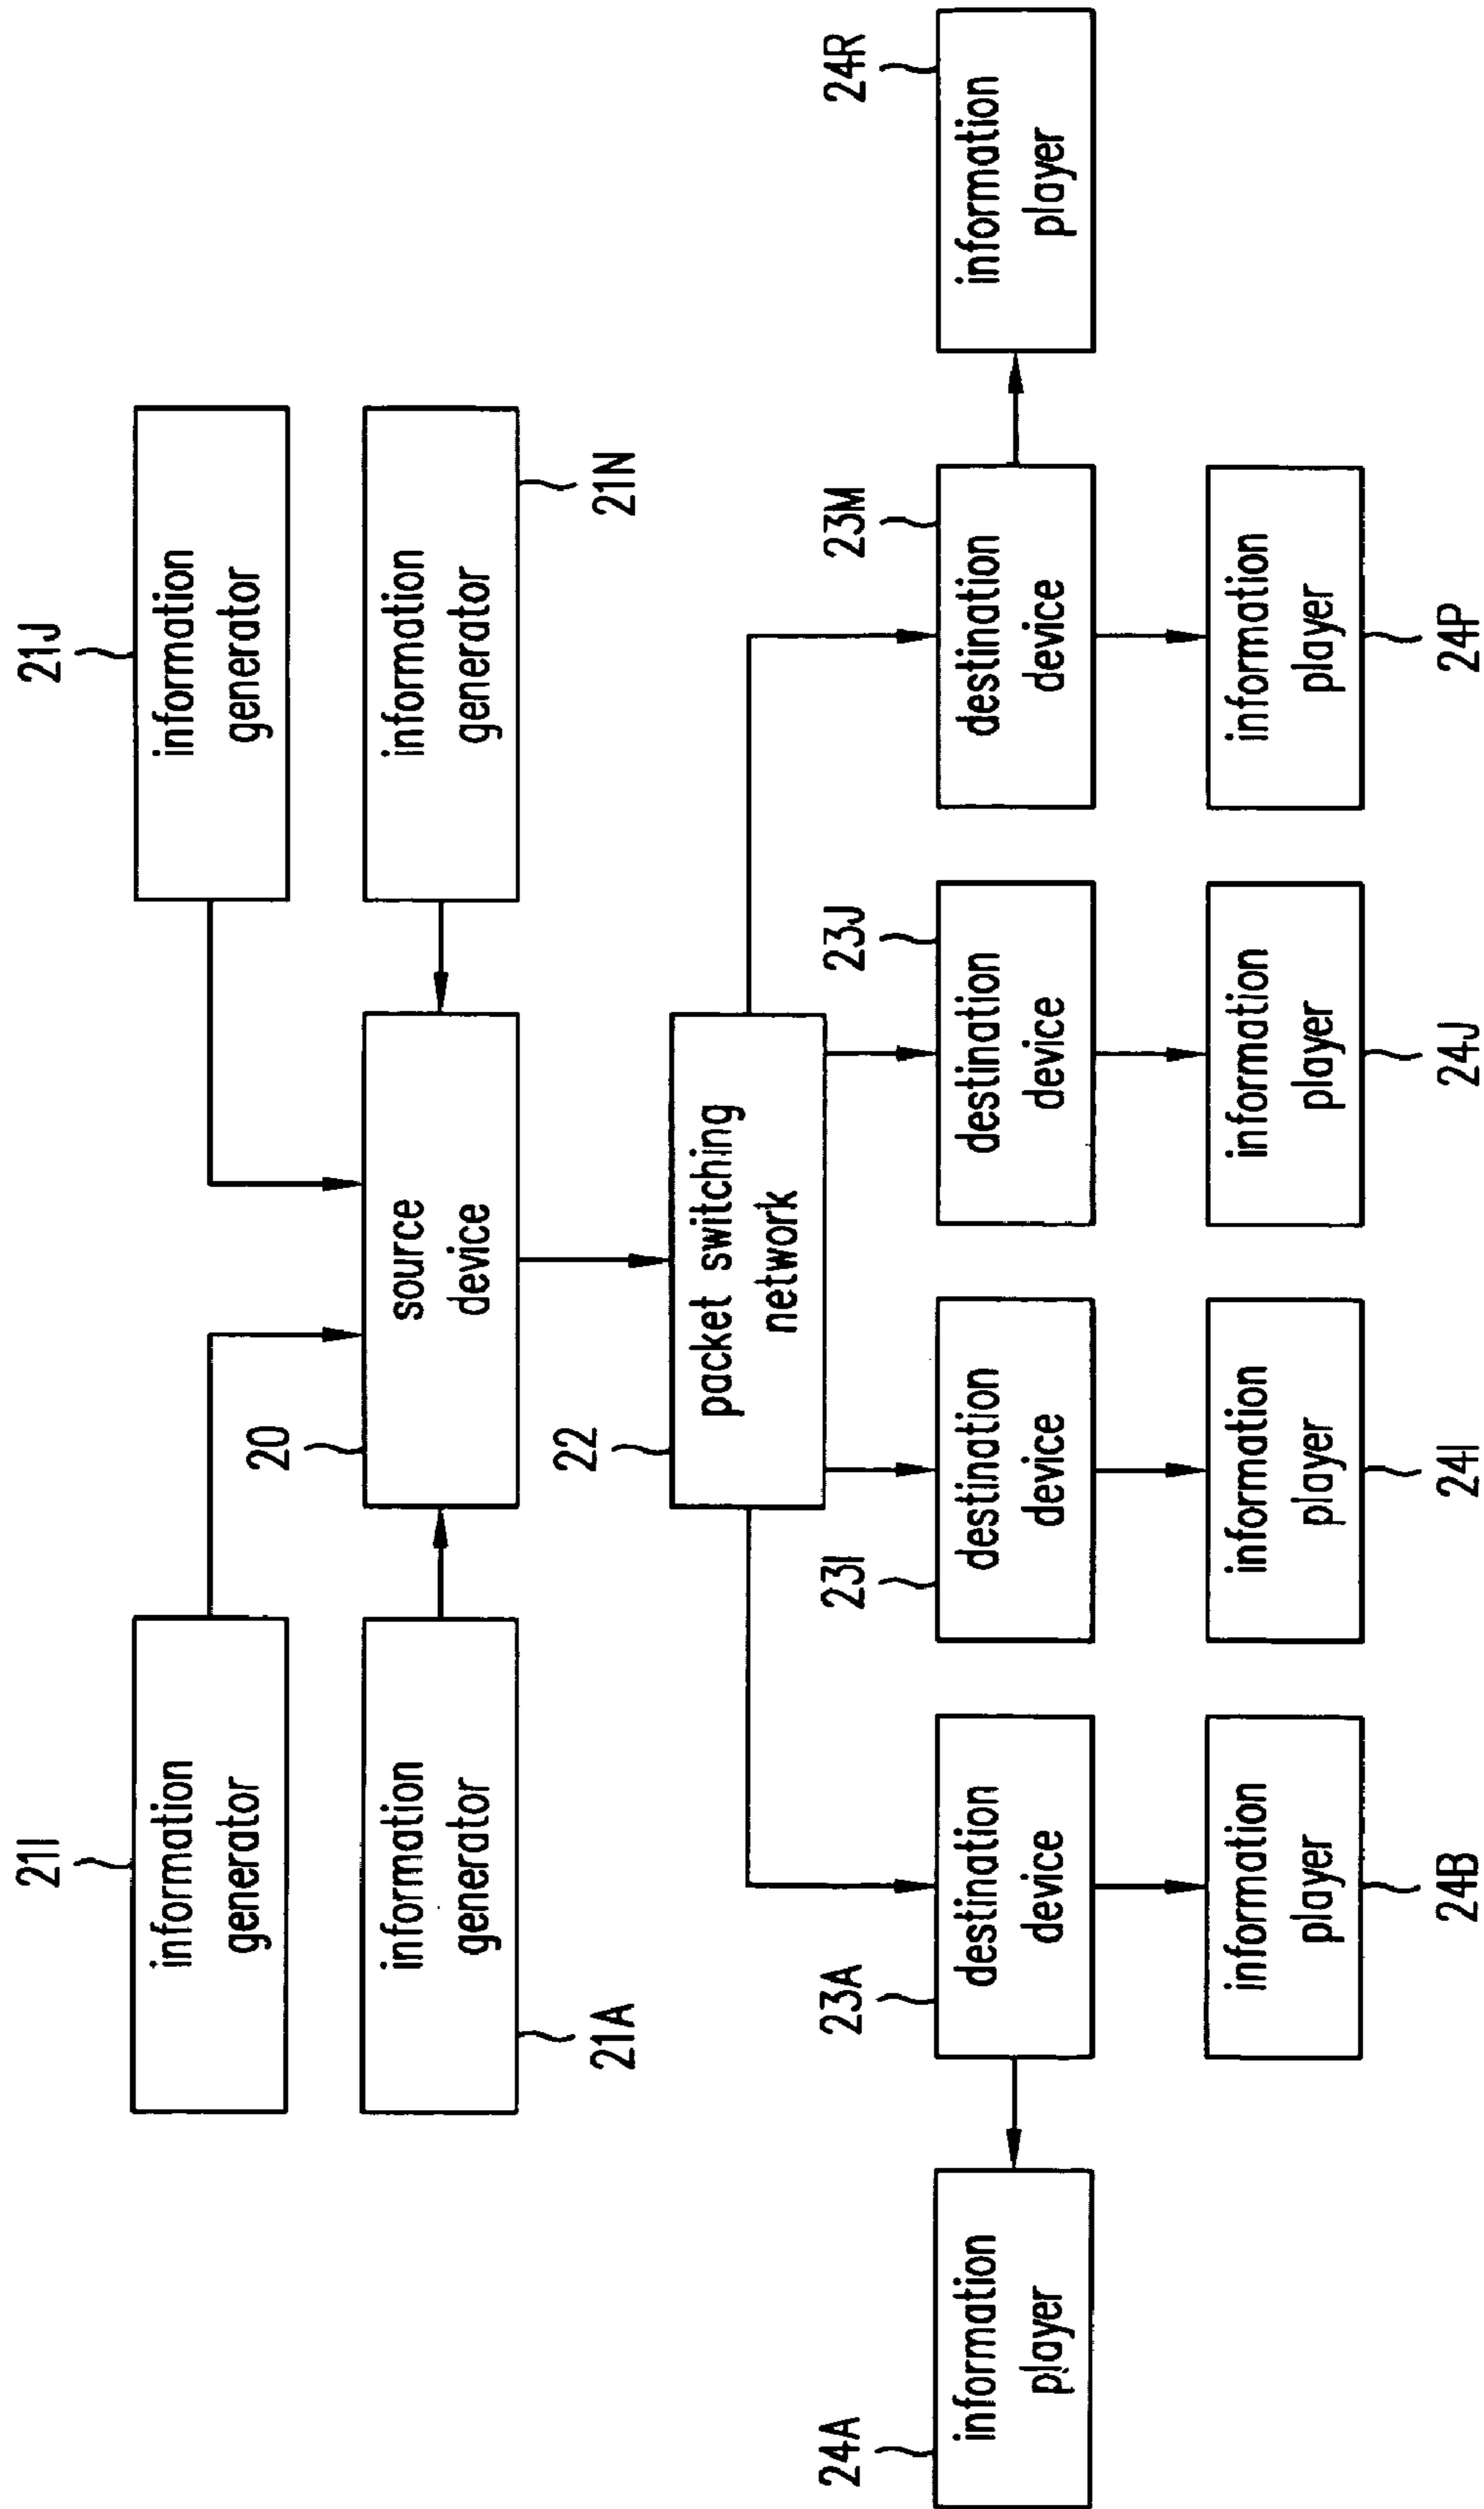 21I
21J
information
generator
information
generator
20
information
generator
source
device
information
generator
21A
22
21N
packet switching
network
24A
23A
23I
23J
23M
24R
information
player
destination
device
destination
device
destination
device
destination
device
information
player
information
player
information
player
information
player
information
player
24B
24I
24J
24P